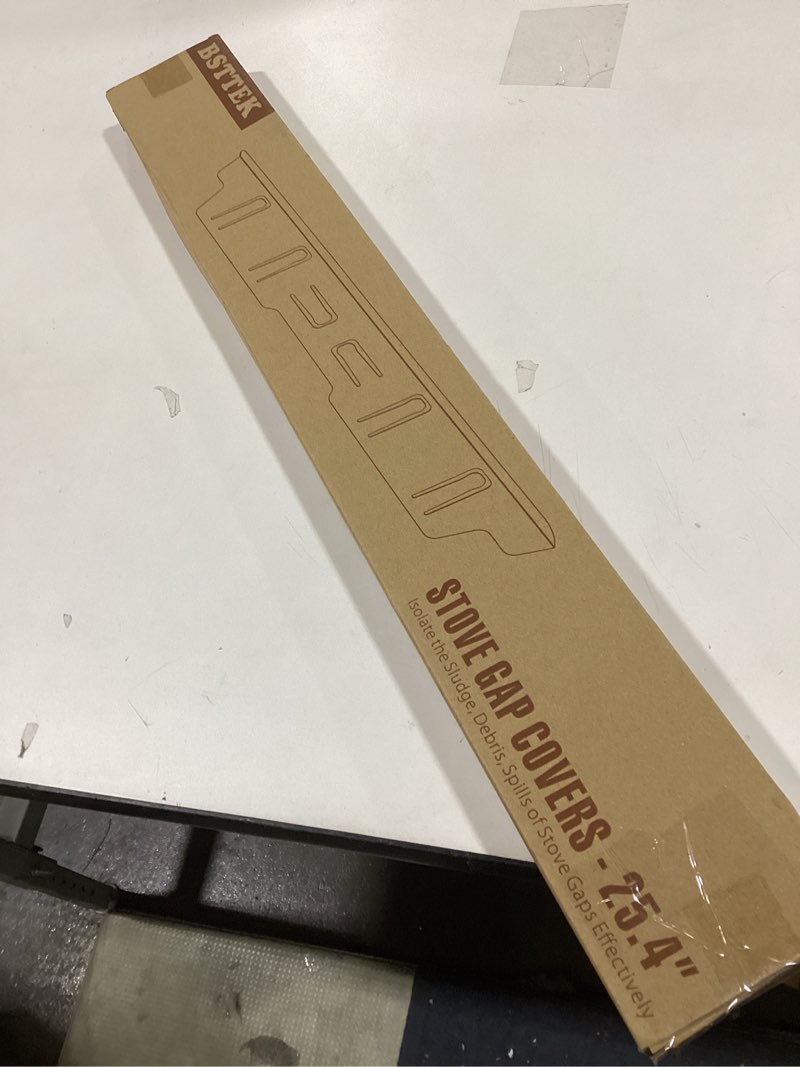 BSTTEK
STOVE GAP COVERS - 25.4"
Isolate the Sludge, Debris, Spills of Stove Gaps Effectively